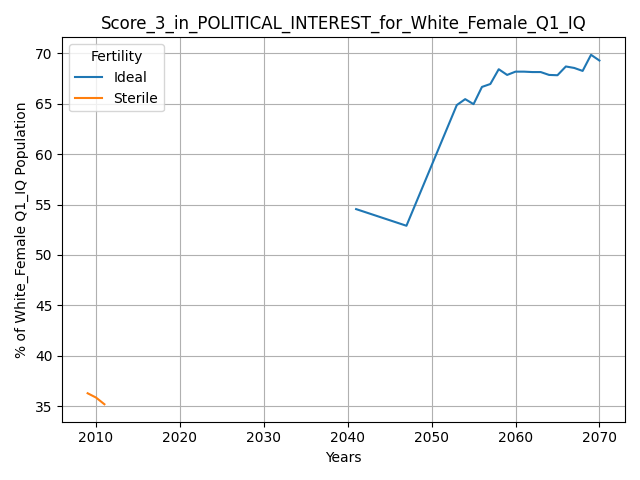 Score_3_in_POLITICAL_INTEREST_for_White_Female_Q1_IQ
Fertility
Ideal
Sterile
% of White_Female Q1_IQ Population
70
65
60
55
50
45
40
35
2010 2020 2030 2040 2050 2060 2070
Years